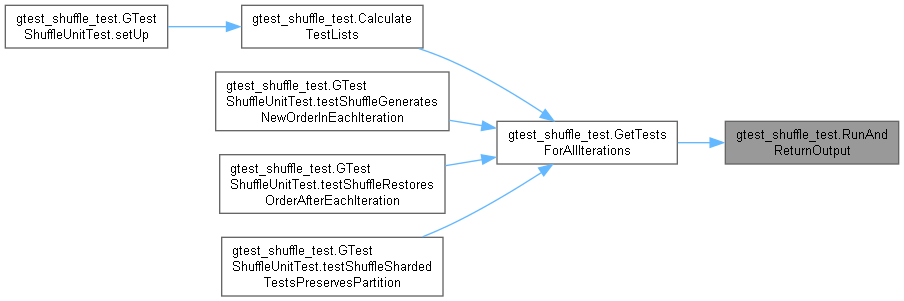 gtest_shuffle_test.GTest
ShuffleUnitTest.setUp
gtest_shuffle_test.Calculate
TestLists
gtest_shuffle_test.GTest
ShuffleUnitTest.testShuffleGenerates
NewOrderInEachIteration
gtest_shuffle_test.GTest
ShuffleUnitTest.testShuffleRestores
OrderAfterEachIteration
gtest_shuffle_test.GTest
ShuffleUnitTest.testShuffleSharded
TestsPreservesPartition
gtest_shuffle_test.GetTests
ForAllIterations
gtest_shuffle_test.RunAnd
ReturnOutput